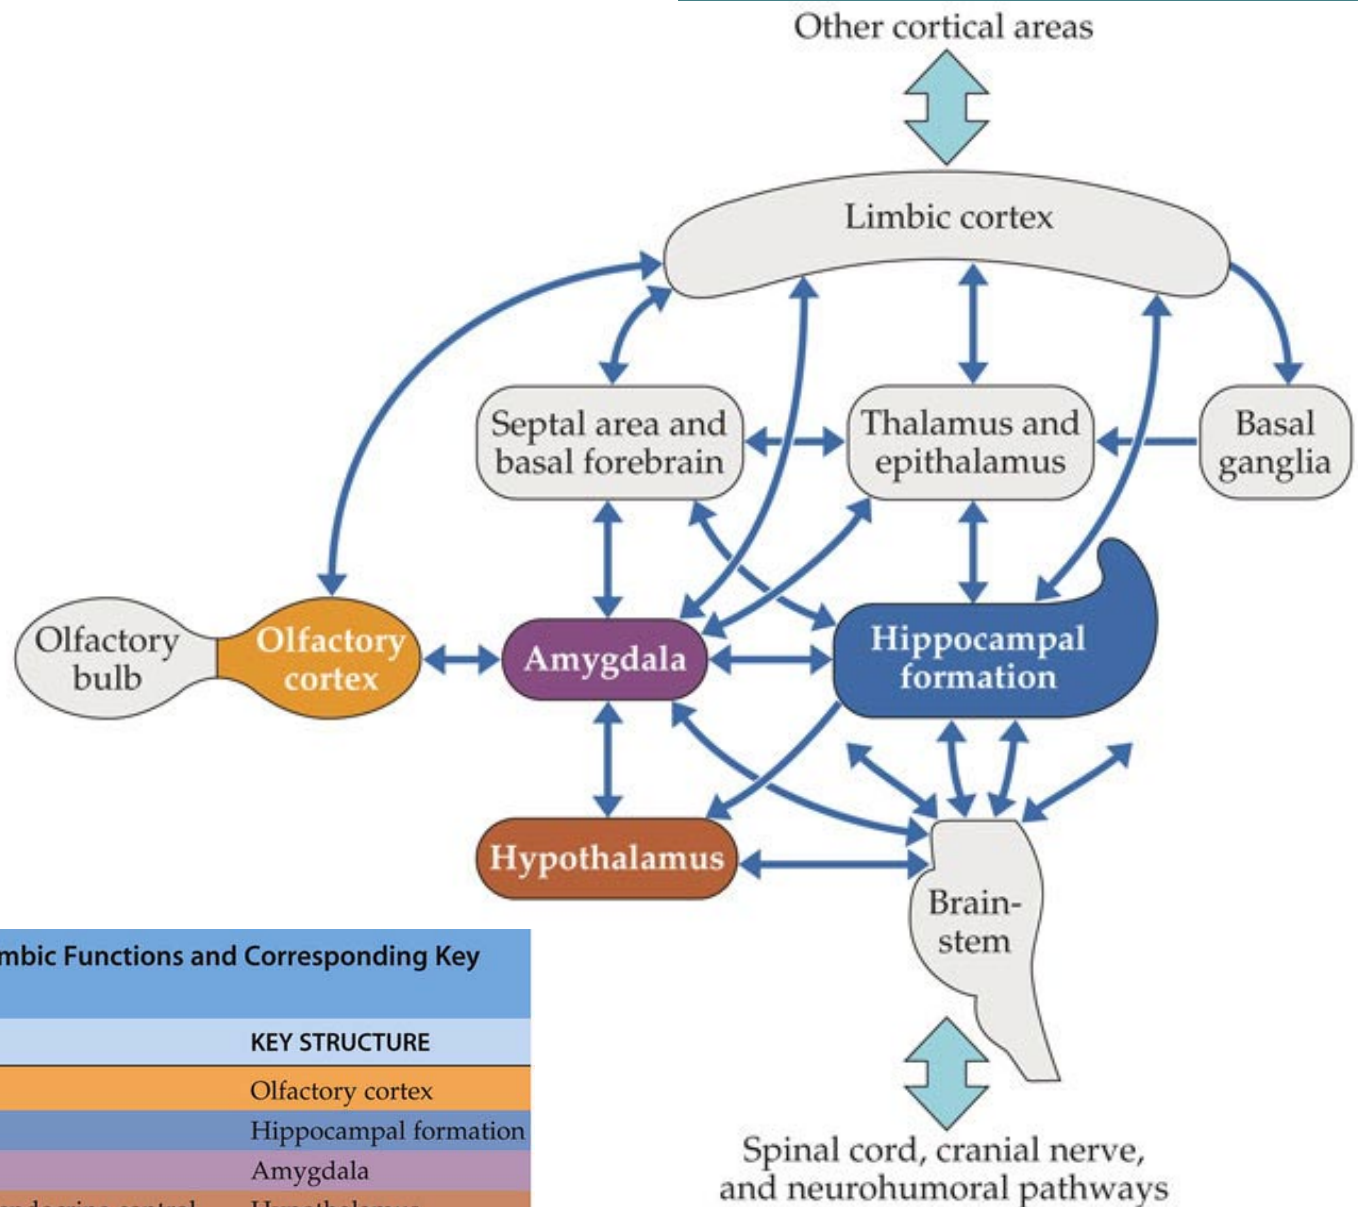 Other cortical areas
Limbic cortex
Septal area and
basal forebrain
Thalamus and
epithalamus
Basal
ganglia
Olfactory
bulb
Olfactory
cortex
Amygdala
Hippocampal
formation
Hypothalamus
Brain-
stem
Spinal cord, cranial nerve,
and neurohumoral pathways
Functions and Corresponding Key
KEY STRUCTURE
Olfactory cortex
Hippocampal formation
Amygdala
control Hypothalamus